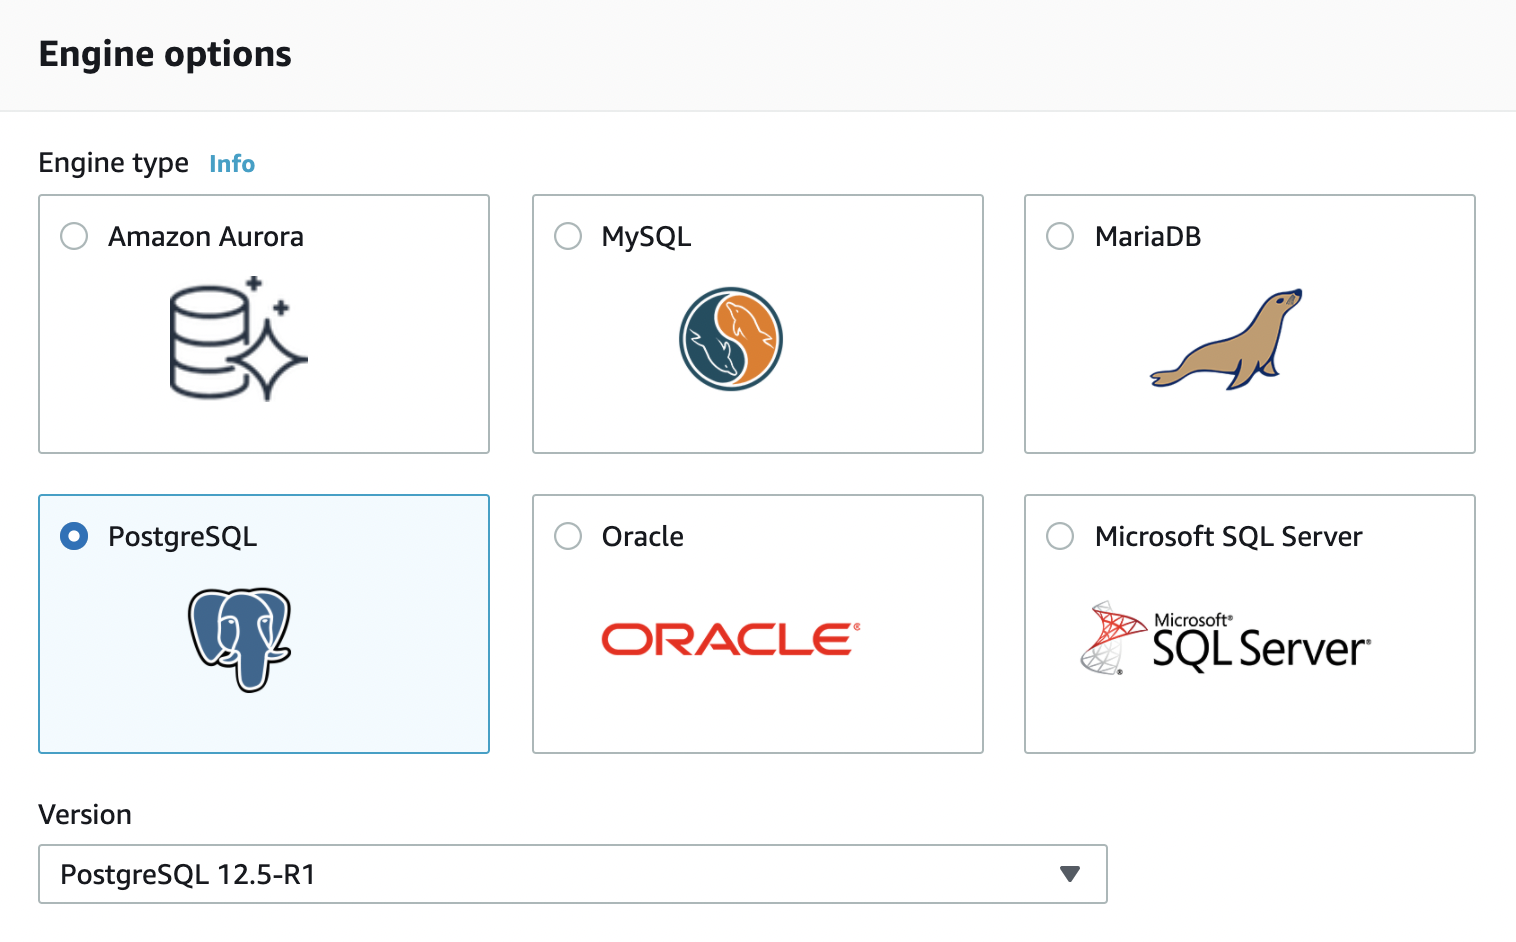 Engine options
Engine type Info
Amazon Aurora
MySQL
MariaDB
PostgreSQL
Oracle
ORACLE®
Microsoft SQL Server
Microsoft®
SQL Server®
Version
PostgreSQL 12.5-R1